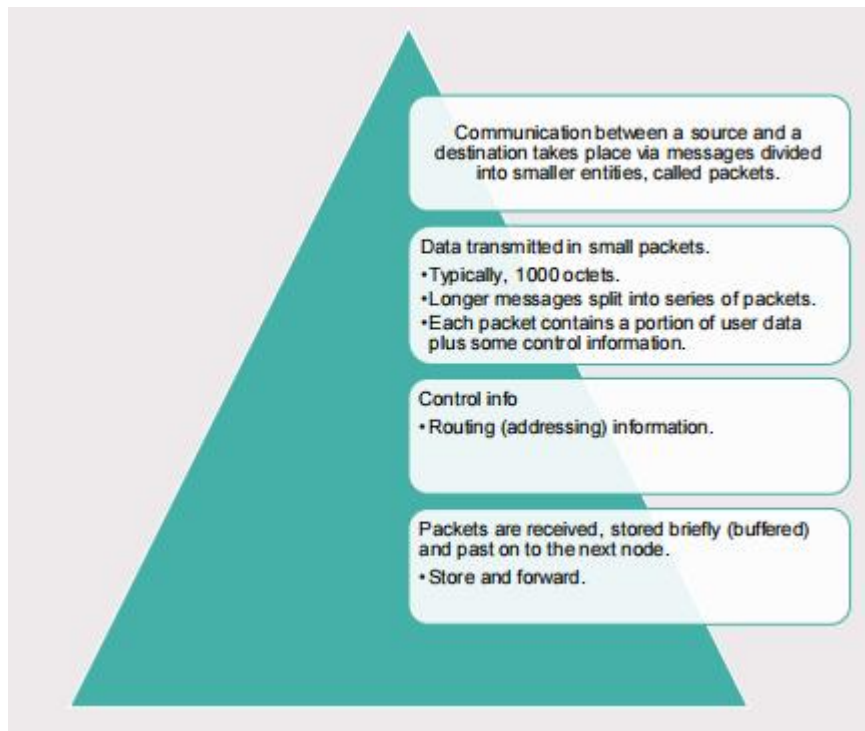 Communication between a source and a
destination takes place via messages divided
into smaller entities, called packets.
Data transmitted in small packets.
•Typically, 1000 octets.
•Longer messages split into series of packets.
•Each packet contains a portion of user data
plus some control information.
Control info
•Routing (addressing) information.
Packets are received, stored briefly (buffered)
and past on to the next node.
•Store and forward.